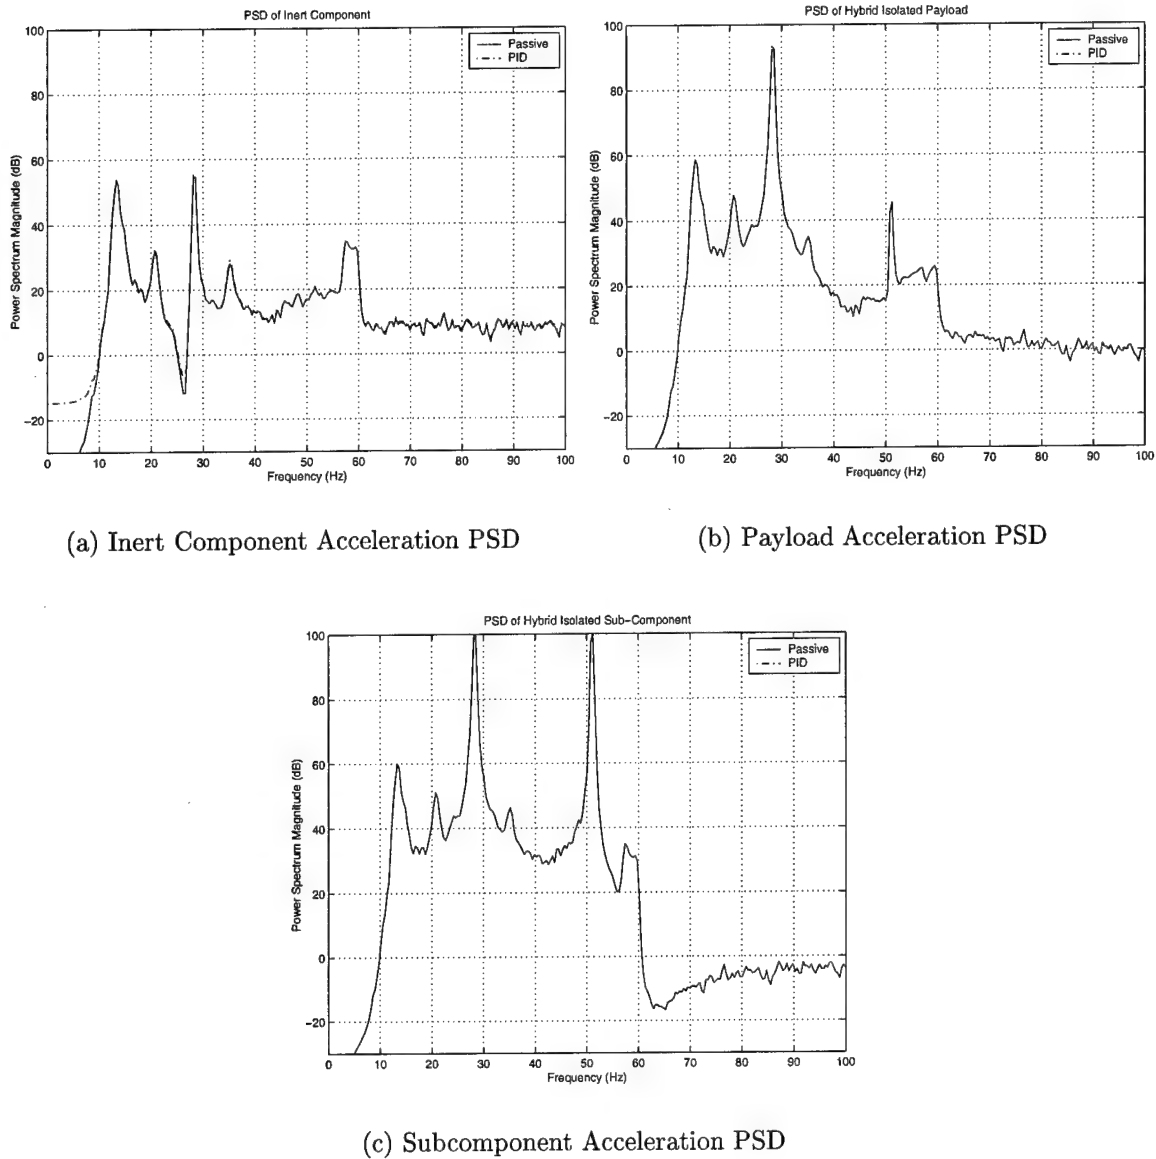 PSD of Inert Component
Passive
PID
Power Spectrum Magnitude (dB)
100
80
60
40
20
0
−20
0 10 20 30 40 50 60 70 80 90 100
Frequency (Hz)
(a) Inert Component Acceleration PSD
PSD of Hybrid Isolated Payload
Passive
PID
Power Spectrum Magnitude (dB)
100
80
60
40
20
0
−20
0 10 20 30 40 50 60 70 80 90 100
Frequency (Hz)
(b) Payload Acceleration PSD
PSD of Hybrid Isolated Sub−Component
Passive
PID
Power Spectrum Magnitude (dB)
100
80
60
40
20
0
−20
0 10 20 30 40 50 60 70 80 90 100
Frequency (Hz)
(c) Subcomponent Acceleration PSD